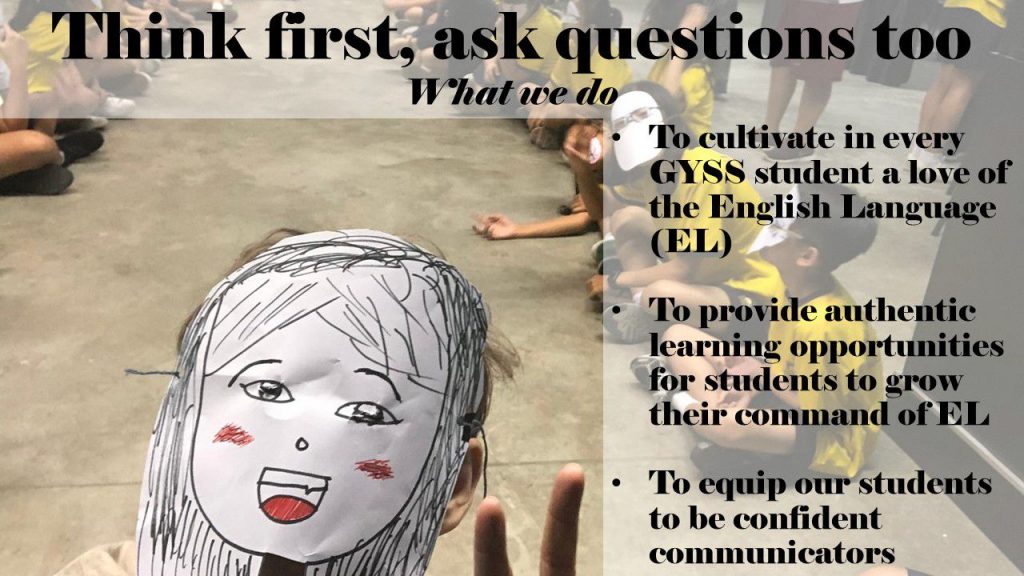 Think first, ask questions too
What we do
• To cultivate in every
GYSS student a love of
the English Language
(EL)
• To provide authentic
learning opportunities
for students to grow
their command of EL
• To equip our students
to be confident
communicators